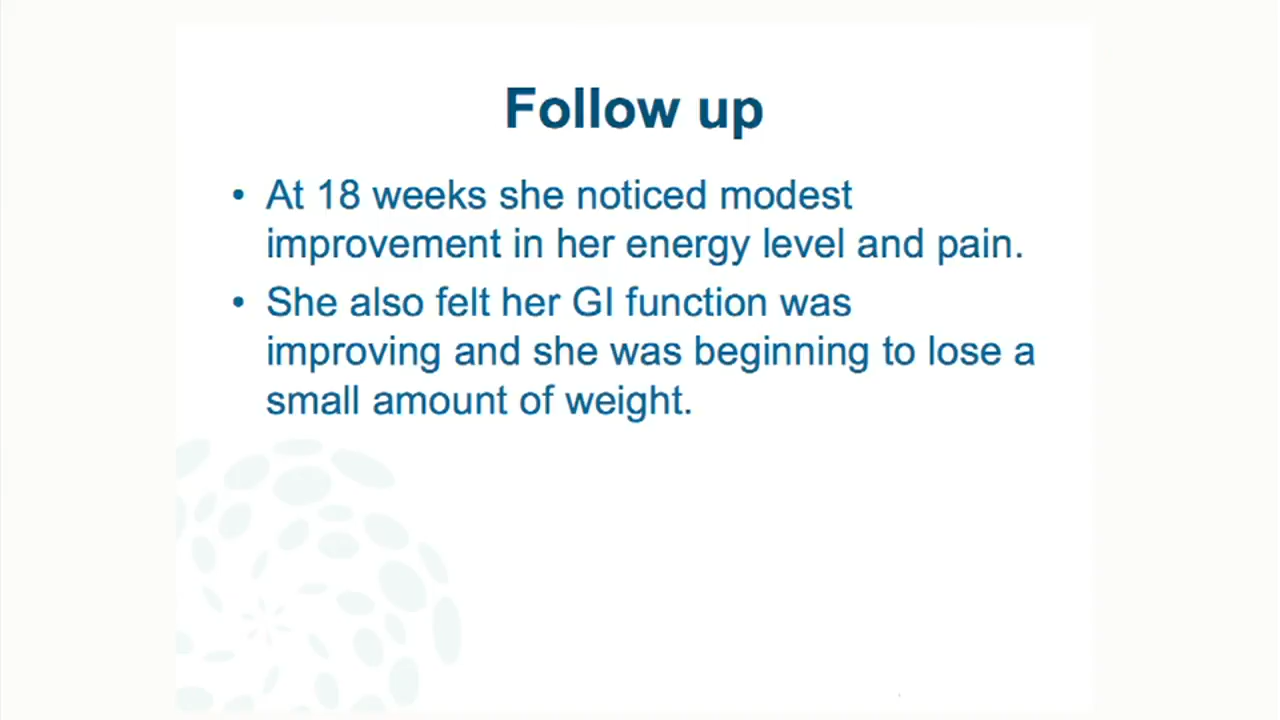 Follow up
• At 18 weeks she noticed modest
improvement in her energy level and pain.
• She also felt her GI function was
improving and she was beginning to lose a
small amount of weight.